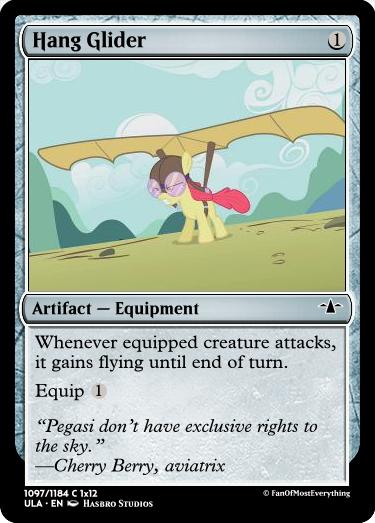 Hang Glider 1
Artifact — Equipment
Whenever equipped creature attacks,
it gains flying until end of turn.
Equip 1
“Pegasi don’t have exclusive rights to
the sky.”
—Cherry Berry, aviatrix
1097/1184 C 1x12
ULA • EN Hasbro Studios © FanOfMostEverything